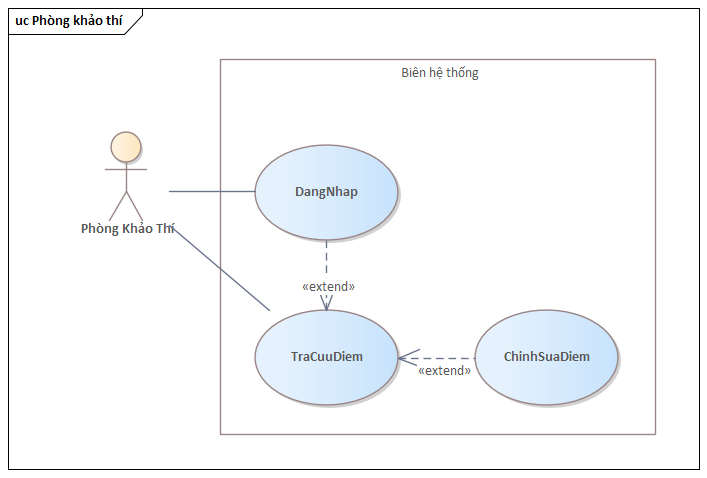 uc Phòng khảo thí
Biên hệ thống
DangNhap
Phòng Khảo Thí
«extend»
TraCuuDiem
ChinhSuaDiem
«extend»